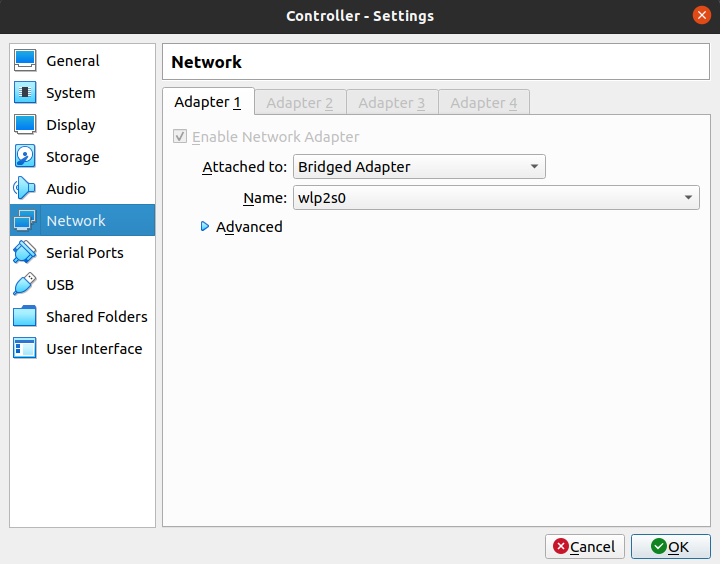 Controller - Settings
General
System
Display
Storage
Audio
Network
Serial Ports
USB
Shared Folders
User Interface
Network
Adapter 1 Adapter 2 Adapter 3 Adapter 4
Enable Network Adapter
Attached to: Bridged Adapter
Name: wlp2s0
Advanced
Cancel OK